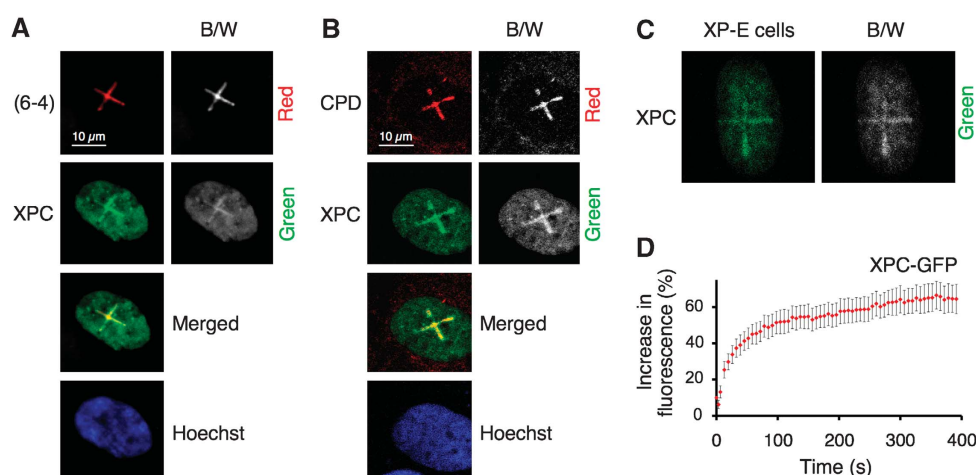 A
B/W
(6-4)
10 µm
Red
XPC
Green
Merged
Hoechst
B
B/W
CPD
10 µm
Red
XPC
Green
Merged
Hoechst
C
XP-E cells
B/W
XPC
Green
D
XPC-GFP
Increase in
fluorescence (%)
60
40
20
0
0
100
200
300
400
Time (s)